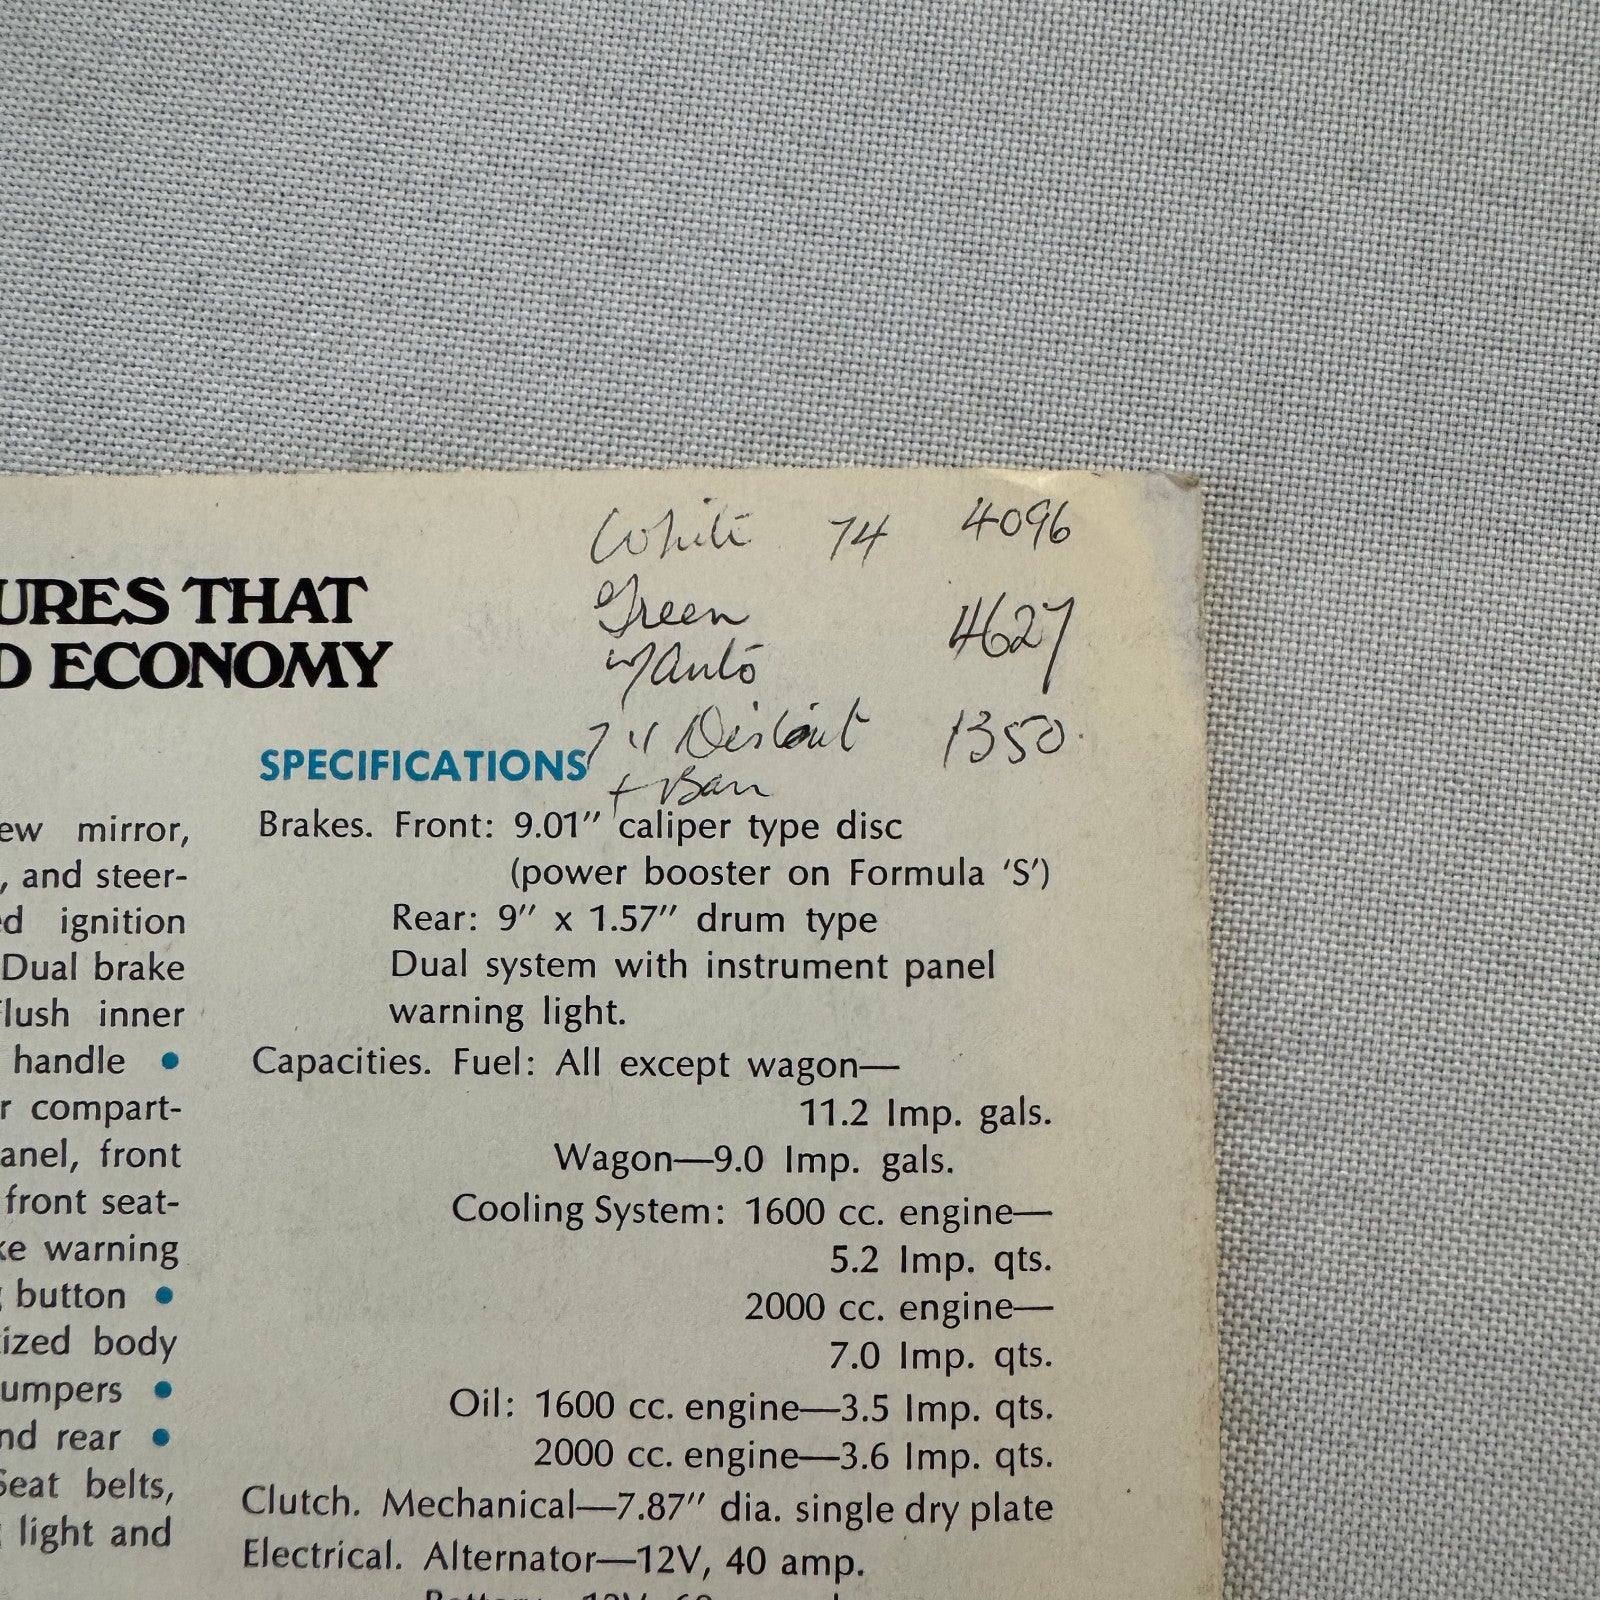 White 74 4096
Green 4627
w/ Auto
1350
URES THAT
D ECONOMY
SPECIFICATIONS
ew mirror,
, and steer-
ed ignition
Dual brake
Flush inner
handle •
r compart-
anel, front
front seat-
ke warning
g button •
ized body
umpers •
nd rear •
Seat belts,
light and
Brakes. Front: 9.01″ caliper type disc
(power booster on Formula ‘S’)
Rear: 9″ x 1.57″ drum type
Dual system with instrument panel
warning light.
Capacities. Fuel: All except wagon—
11.2 Imp. gals.
Wagon—9.0 Imp. gals.
Cooling System: 1600 cc. engine—
5.2 Imp. qts.
2000 cc. engine—
7.0 Imp. qts.
Oil: 1600 cc. engine—3.5 Imp. qts.
2000 cc. engine—3.6 Imp. qts.
Clutch. Mechanical—7.87″ dia. single dry plate
Electrical. Alternator—12V, 40 amp.